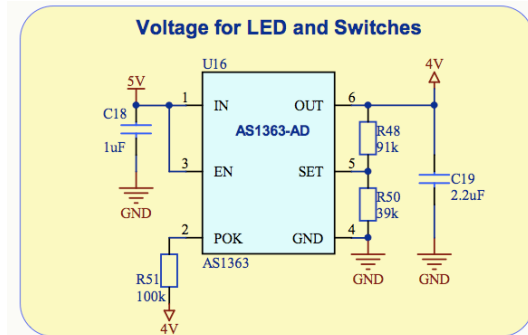 Voltage for LED and Switches
U16
5V
4V
C18
1uF
1
IN
OUT
6
AS1363-AD
R48
91k
3
EN
SET
5
R50
39k
C19
2.2uF
GND
2
POK
GND
4
AS1363
R51
100k
GND
GND
4V